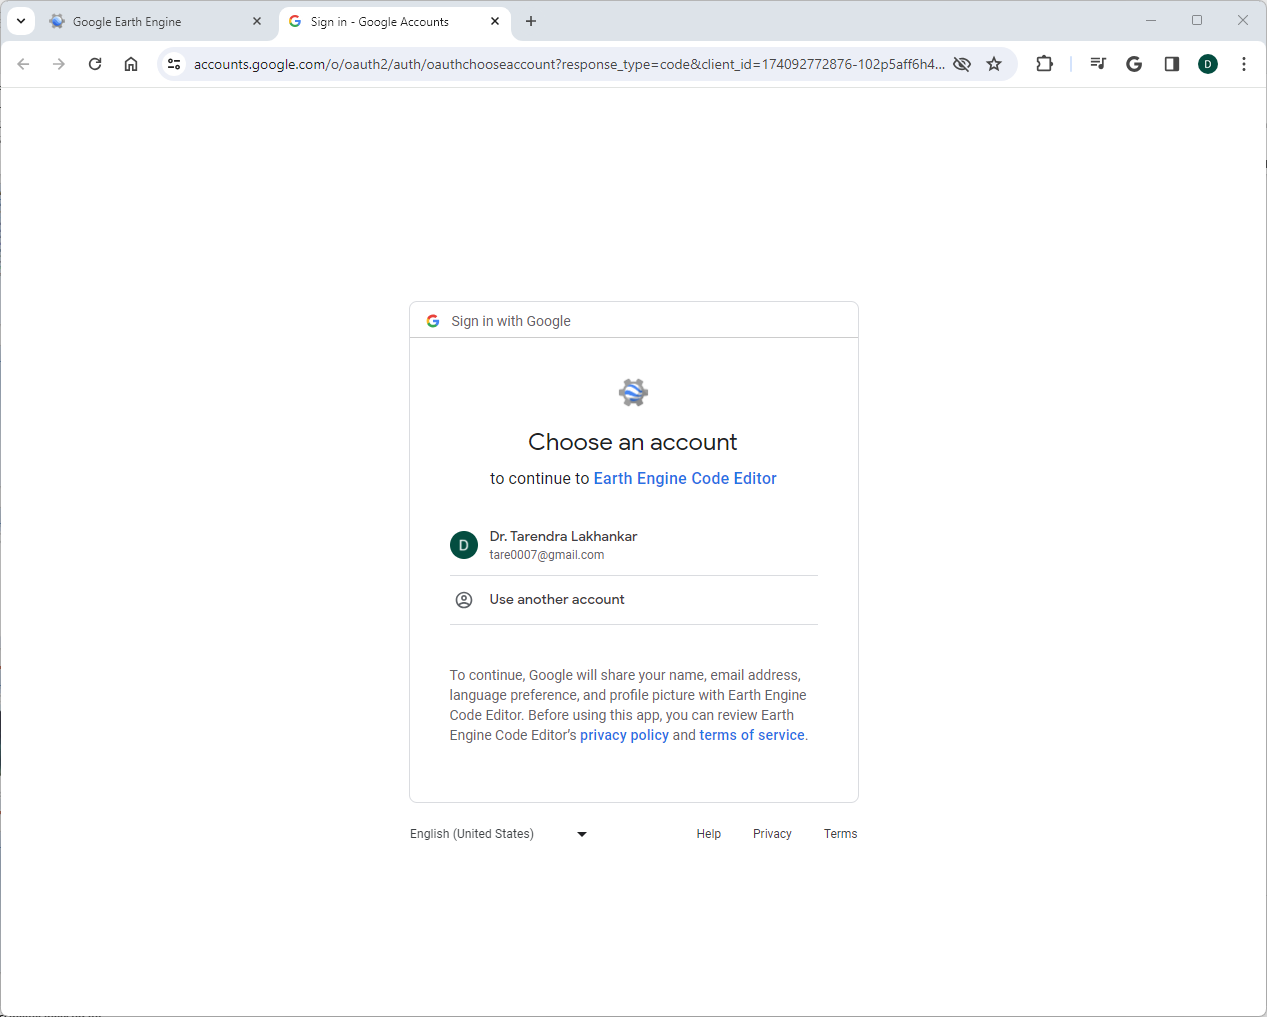 Google Earth Engine
Sign in - Google Accounts
accounts.google.com/o/oauth2/auth/oauthchooseaccount?response_type=code&client_id=174092772876-102p5aff6h4...
D
Sign in with Google
Choose an account
to continue to Earth Engine Code Editor
D
Dr. Tarendra Lakhankar
tare0007@gmail.com
Use another account
To continue, Google will share your name, email address,
language preference, and profile picture with Earth Engine
Code Editor. Before using this app, you can review Earth
Engine Code Editor’s privacy policy and terms of service.
English (United States)
Help Privacy Terms